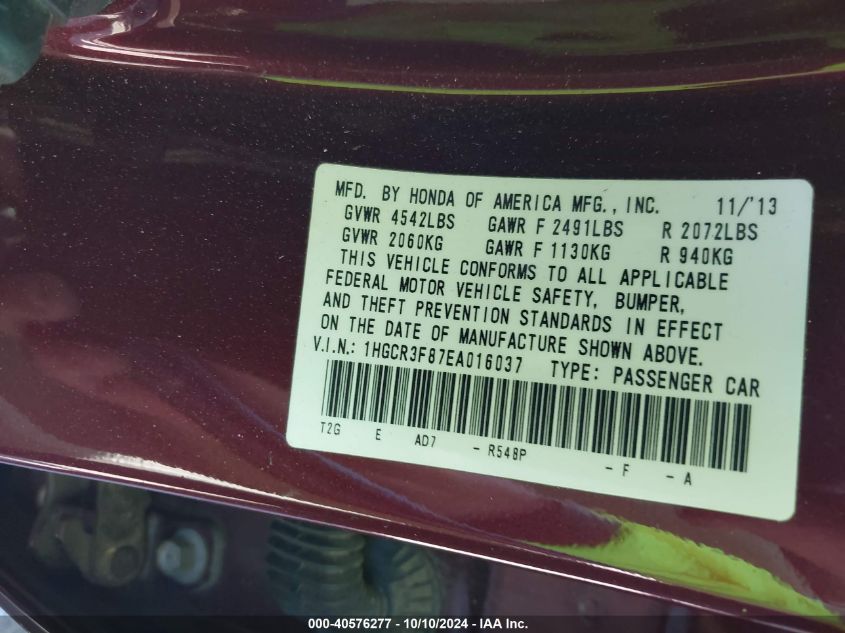 MFD. BY HONDA OF AMERICA MFG., INC. 11/'13
GVWR 4542LBS GAWR F 2491LBS R 2072LBS
GVWR 2060KG GAWR F 1130KG R 940KG
THIS VEHICLE CONFORMS TO ALL APPLICABLE
FEDERAL MOTOR VEHICLE SAFETY, BUMPER,
AND THEFT PREVENTION STANDARDS IN EFFECT
ON THE DATE OF MANUFACTURE SHOWN ABOVE.
V.I.N.: 1HGCR3F87EA016037 TYPE: PASSENGER CAR
T2G E AD7 - R548P - F - A
000-40576277 - 10/10/2024 - IAA Inc.